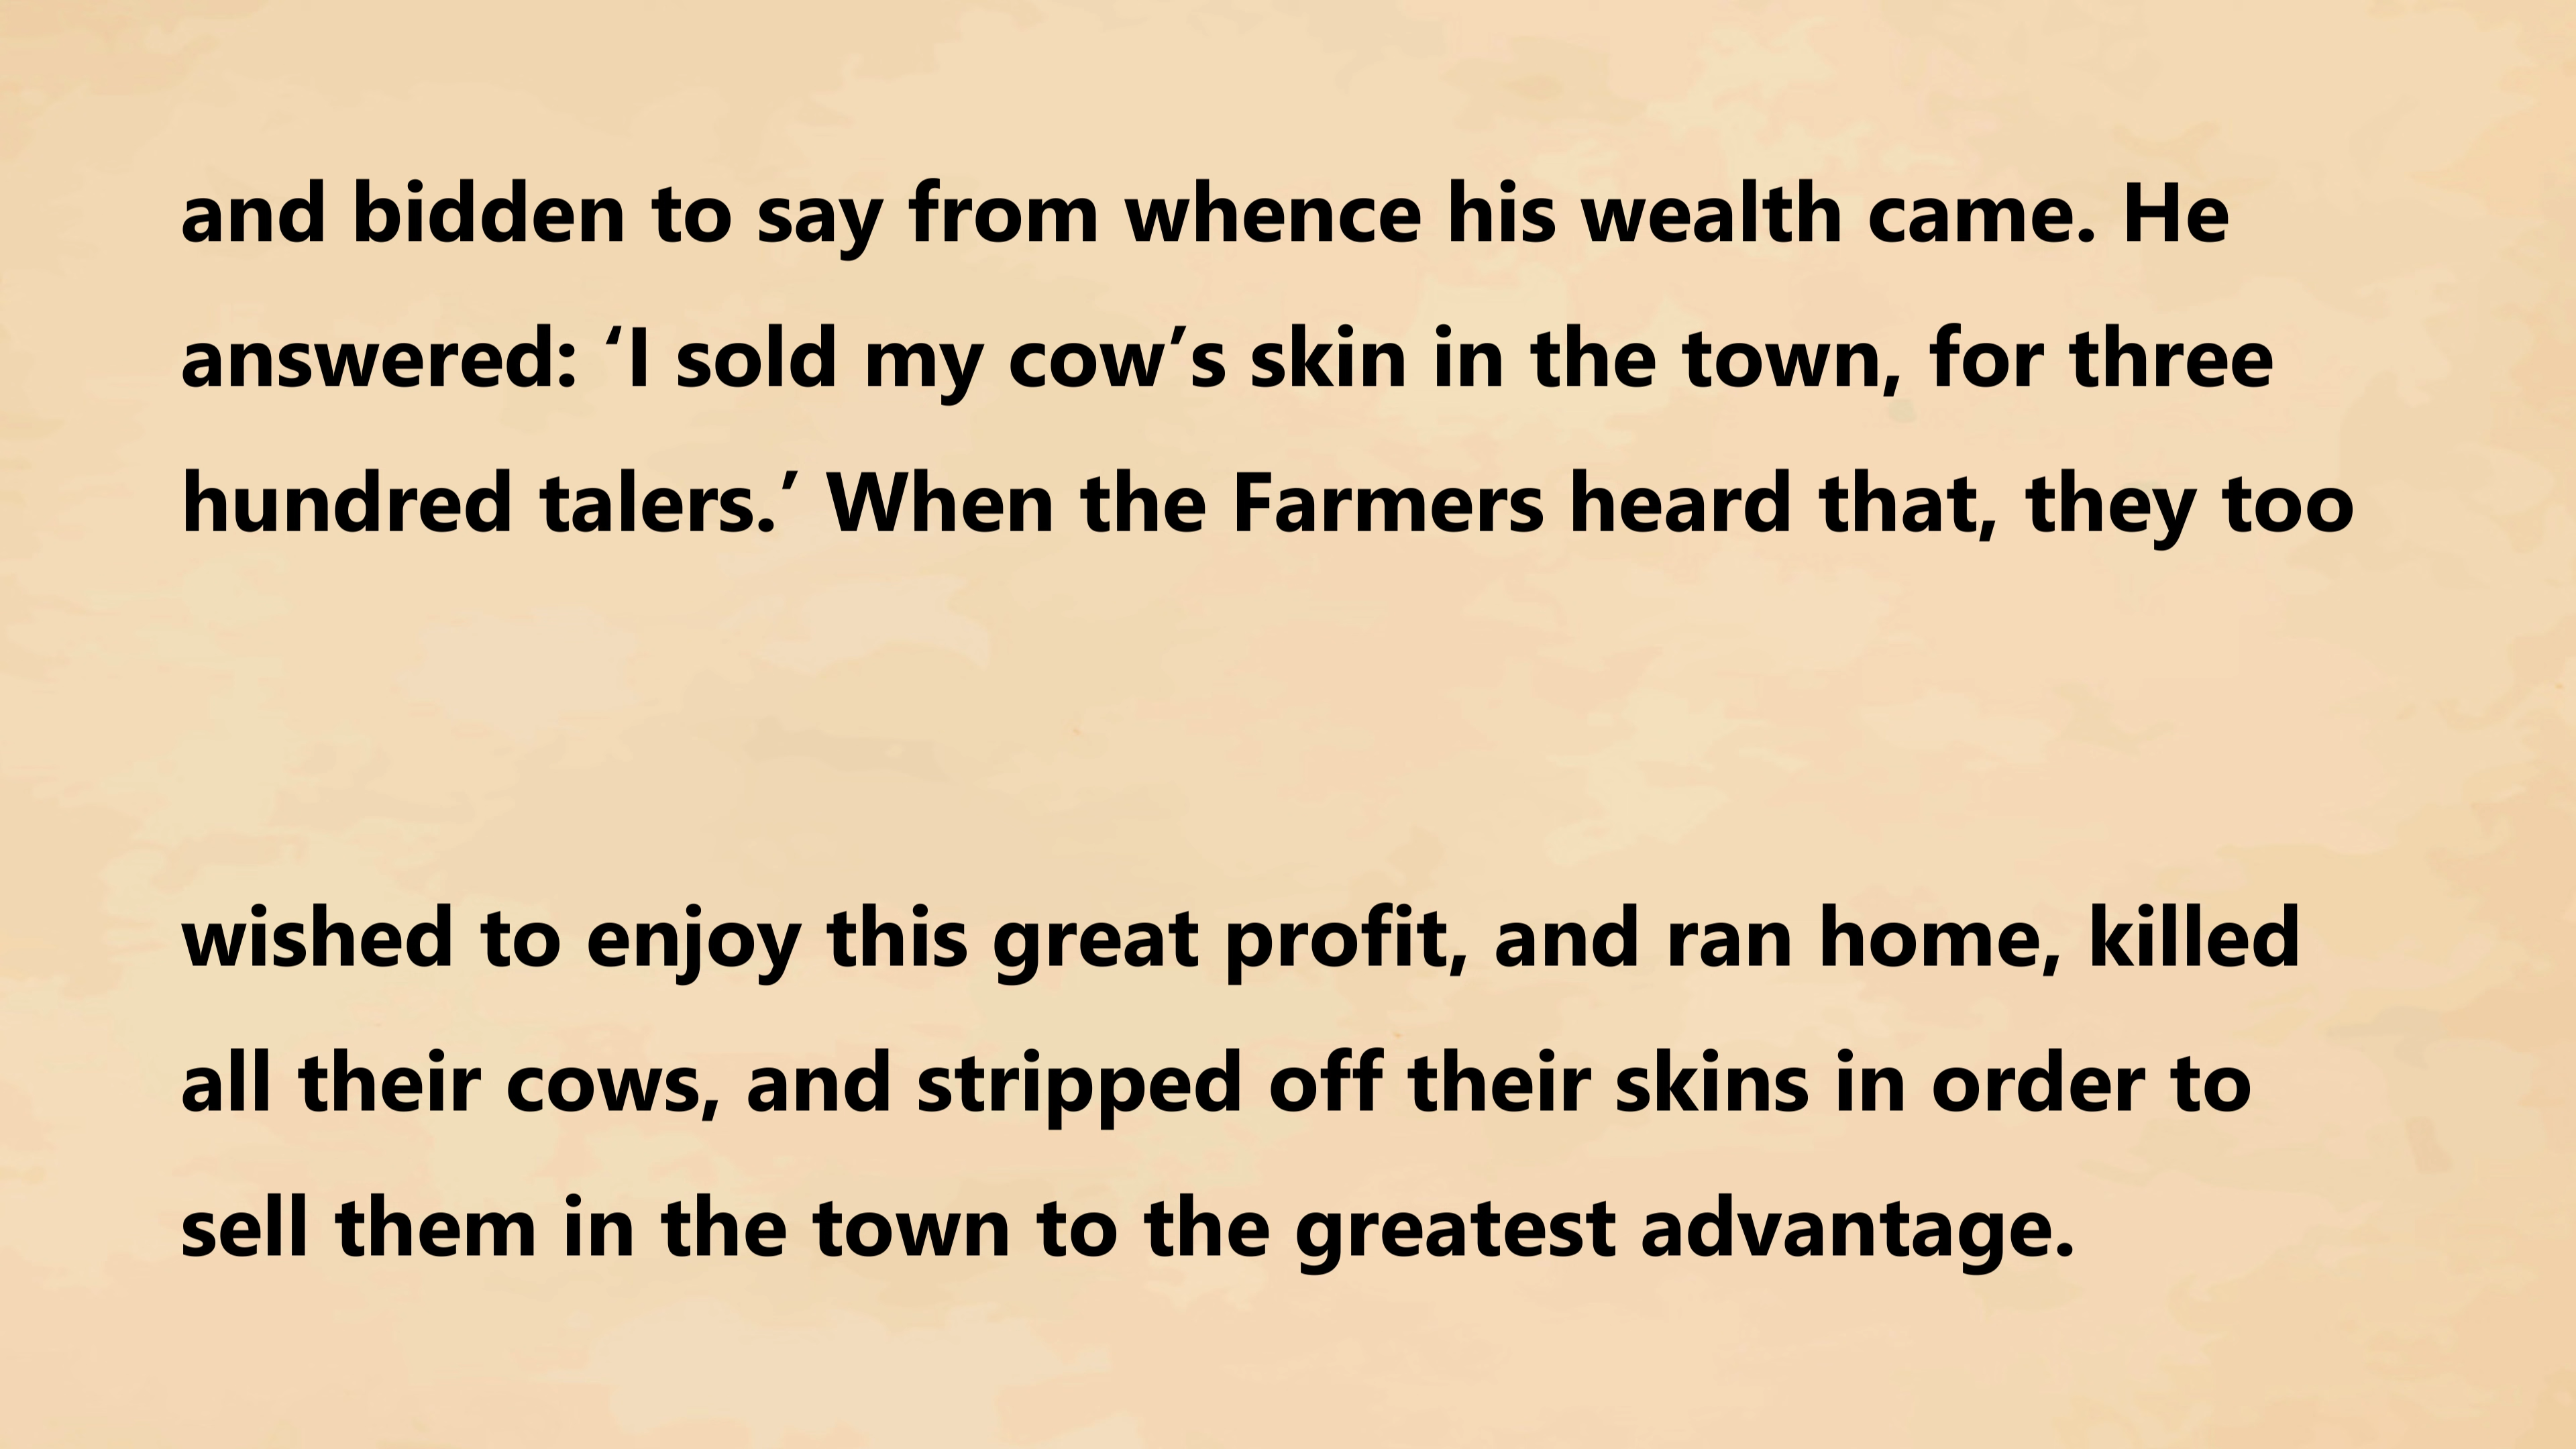 and bidden to say from whence his wealth came. He
answered: ‘I sold my cow’s skin in the town, for three
hundred talers.’ When the Farmers heard that, they too
wished to enjoy this great profit, and ran home, killed
all their cows, and stripped off their skins in order to
sell them in the town to the greatest advantage.